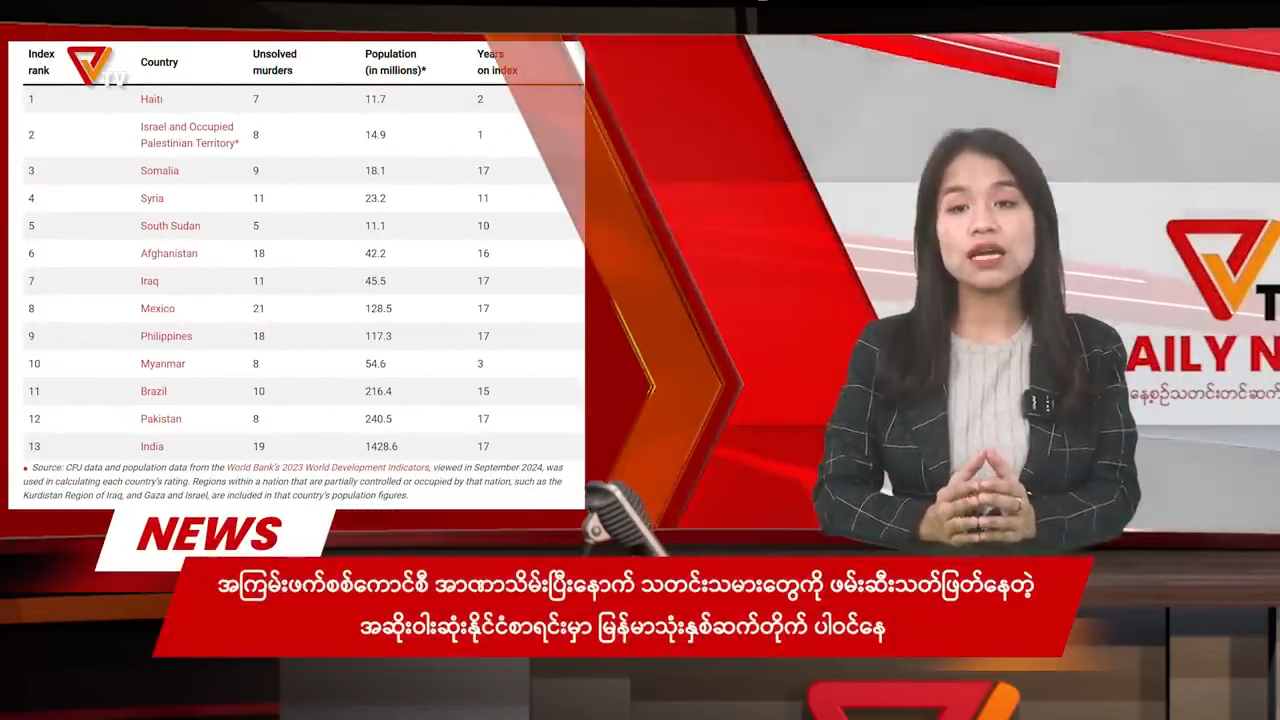 Index rank Country Unsolved murders Population (in millions)* Years on index
TV
1 Haiti 7 11.7 2
2 Israel and Occupied Palestinian Territory* 8 14.9 1
3 Somalia 9 18.1 17
4 Syria 11 23.2 11
5 South Sudan 5 11.1 10
6 Afghanistan 18 42.2 16
7 Iraq 11 45.5 17
8 Mexico 21 128.5 17
9 Philippines 18 117.3 17
10 Myanmar 8 54.6 3
11 Brazil 10 216.4 15
12 Pakistan 8 240.5 17
13 India 19 1428.6 17
Source: CPJ data and population data from the World Bank's 2023 World Development Indicators, viewed in September 2024, was
used in calculating each country's rating. Regions within a nation that are partially controlled or occupied by that nation, such as the
Kurdistan Region of Iraq, and Gaza and Israel, are included in that country's population figures.
AILY N
နေ့စဉ်သတင်းတင်ဆက်
NEWS
အကြမ်းဖက်စစ်ကောင်စီ အာဏာသိမ်းပြီးနောက် သတင်းသမားတွေကို ဖမ်းဆီးသတ်ဖြတ်နေတဲ့
အဆိုးဝါးဆုံးနိုင်ငံစာရင်းမှာ မြန်မာသုံးနှစ်ဆက်တိုက် ပါဝင်နေ